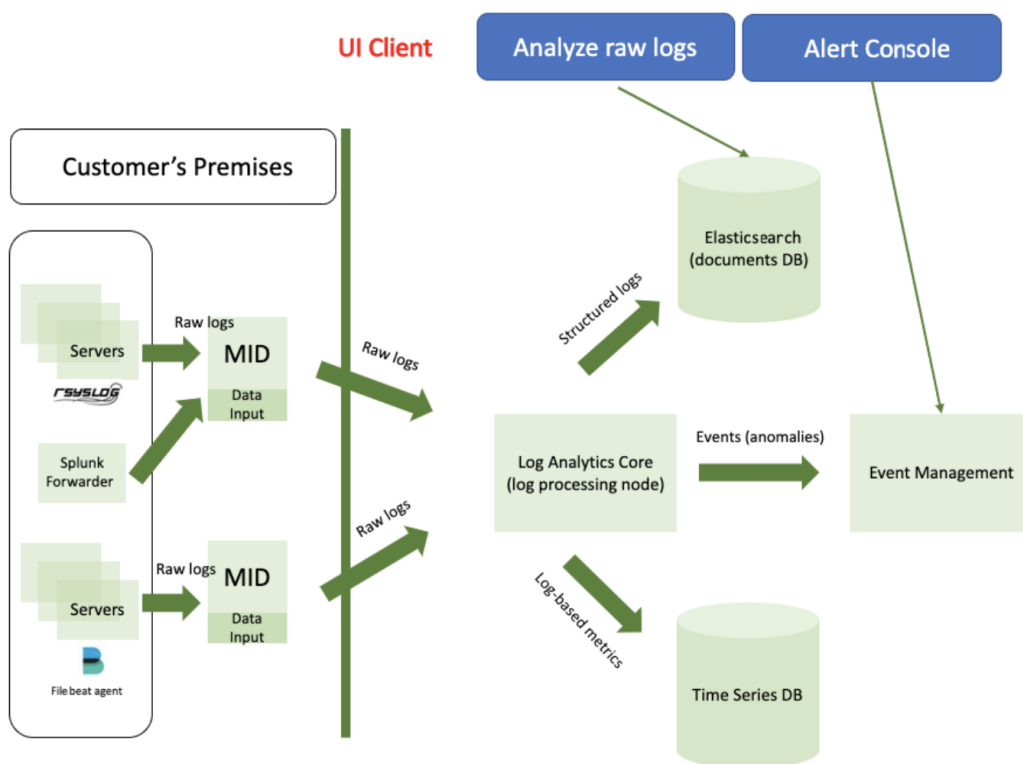 UI Client
Analyze raw logs
Alert Console
Customer's Premises
Elasticsearch
(documents DB)
Structured logs
Servers
rsyslog
Raw logs
MID
Data
Input
Raw logs
Splunk
Forwarder
Log Analytics Core
(log processing node)
Events (anomalies)
Event Management
Raw logs
Servers
File beat agent
Raw logs
MID
Data
Input
Log-based metrics
Time Series DB